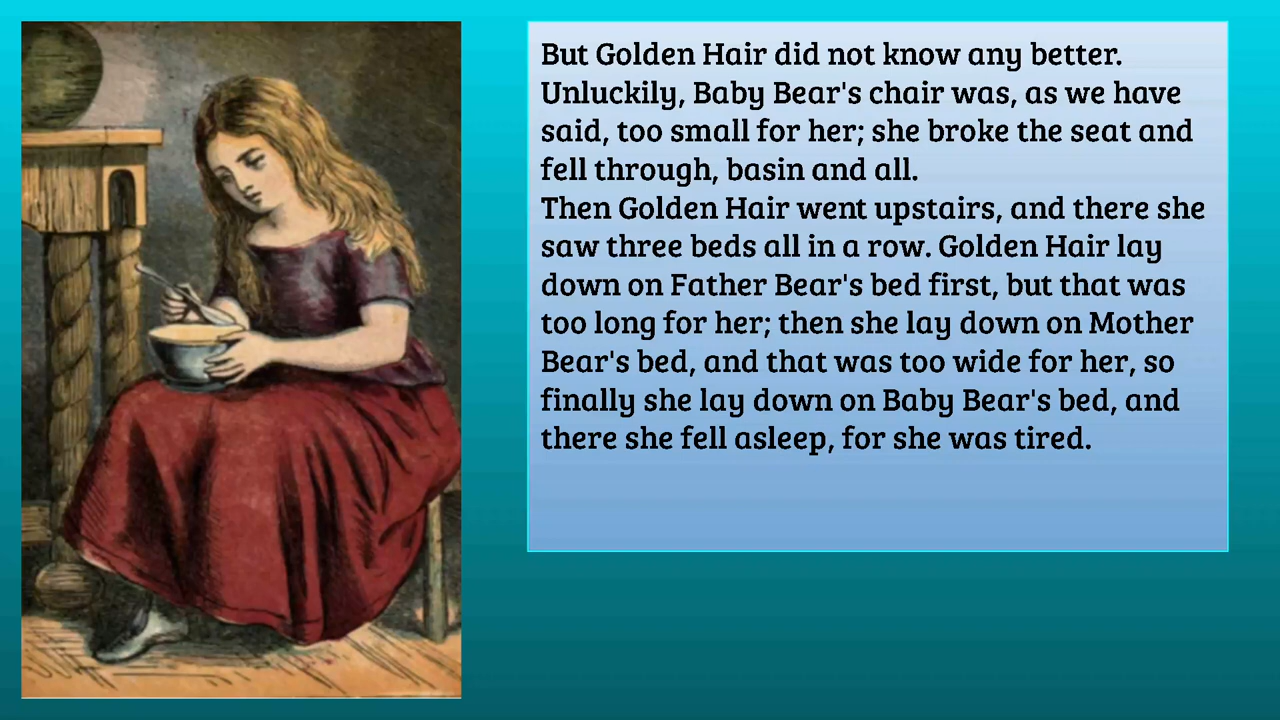 But Golden Hair did not know any better.
Unluckily, Baby Bear's chair was, as we have
said, too small for her; she broke the seat and
fell through, basin and all.
Then Golden Hair went upstairs, and there she
saw three beds all in a row. Golden Hair lay
down on Father Bear's bed first, but that was
too long for her; then she lay down on Mother
Bear's bed, and that was too wide for her, so
finally she lay down on Baby Bear's bed, and
there she fell asleep, for she was tired.